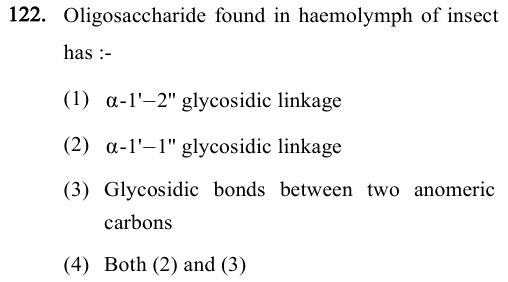 122. Oligosaccharide found in haemolymph of insect
has :-
(1) α-1'–2" glycosidic linkage
(2) α-1'–1" glycosidic linkage
(3) Glycosidic bonds between two anomeric
carbons
(4) Both (2) and (3)